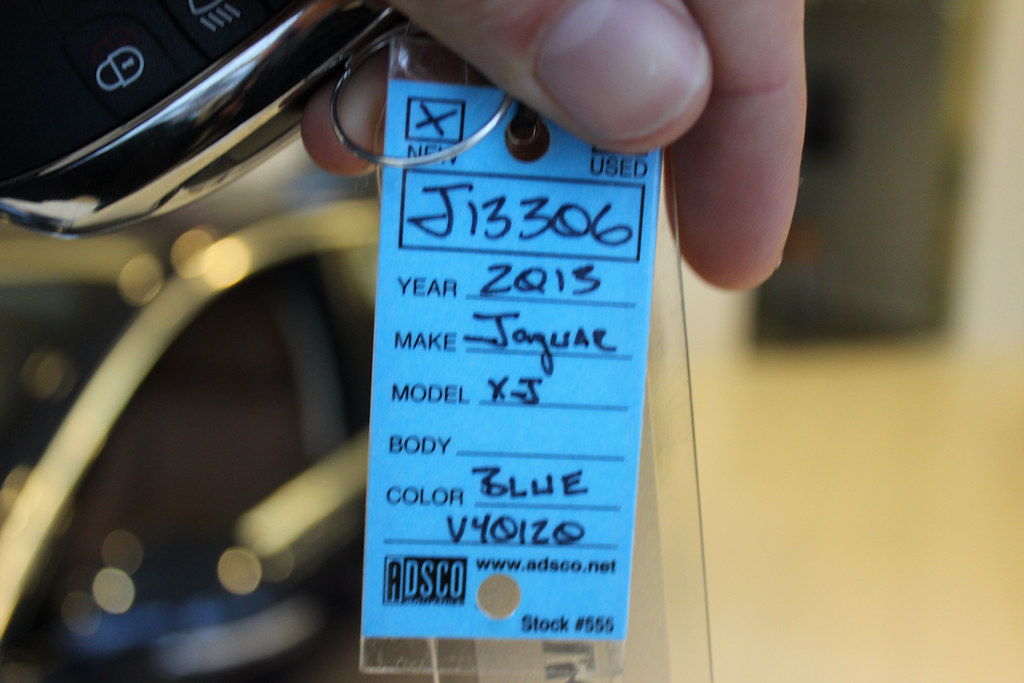 X
NEW USED
J13306
YEAR 2013
MAKE Jaguar
MODEL XJ
BODY
COLOR BLUE
V40120
ADSCO www.adsco.net
Stock #555